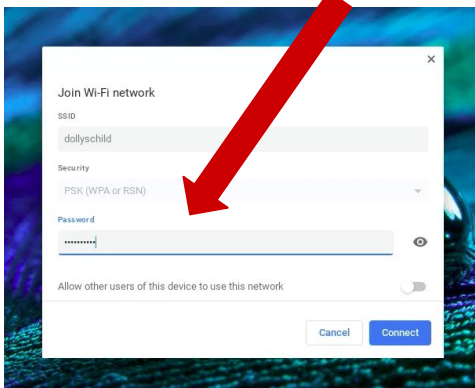 Join Wi-Fi network
SSID
dollyschild
Security
PSK (WPA or RSN)
Password
••••••••••
Allow other users of this device to use this network
Cancel Connect